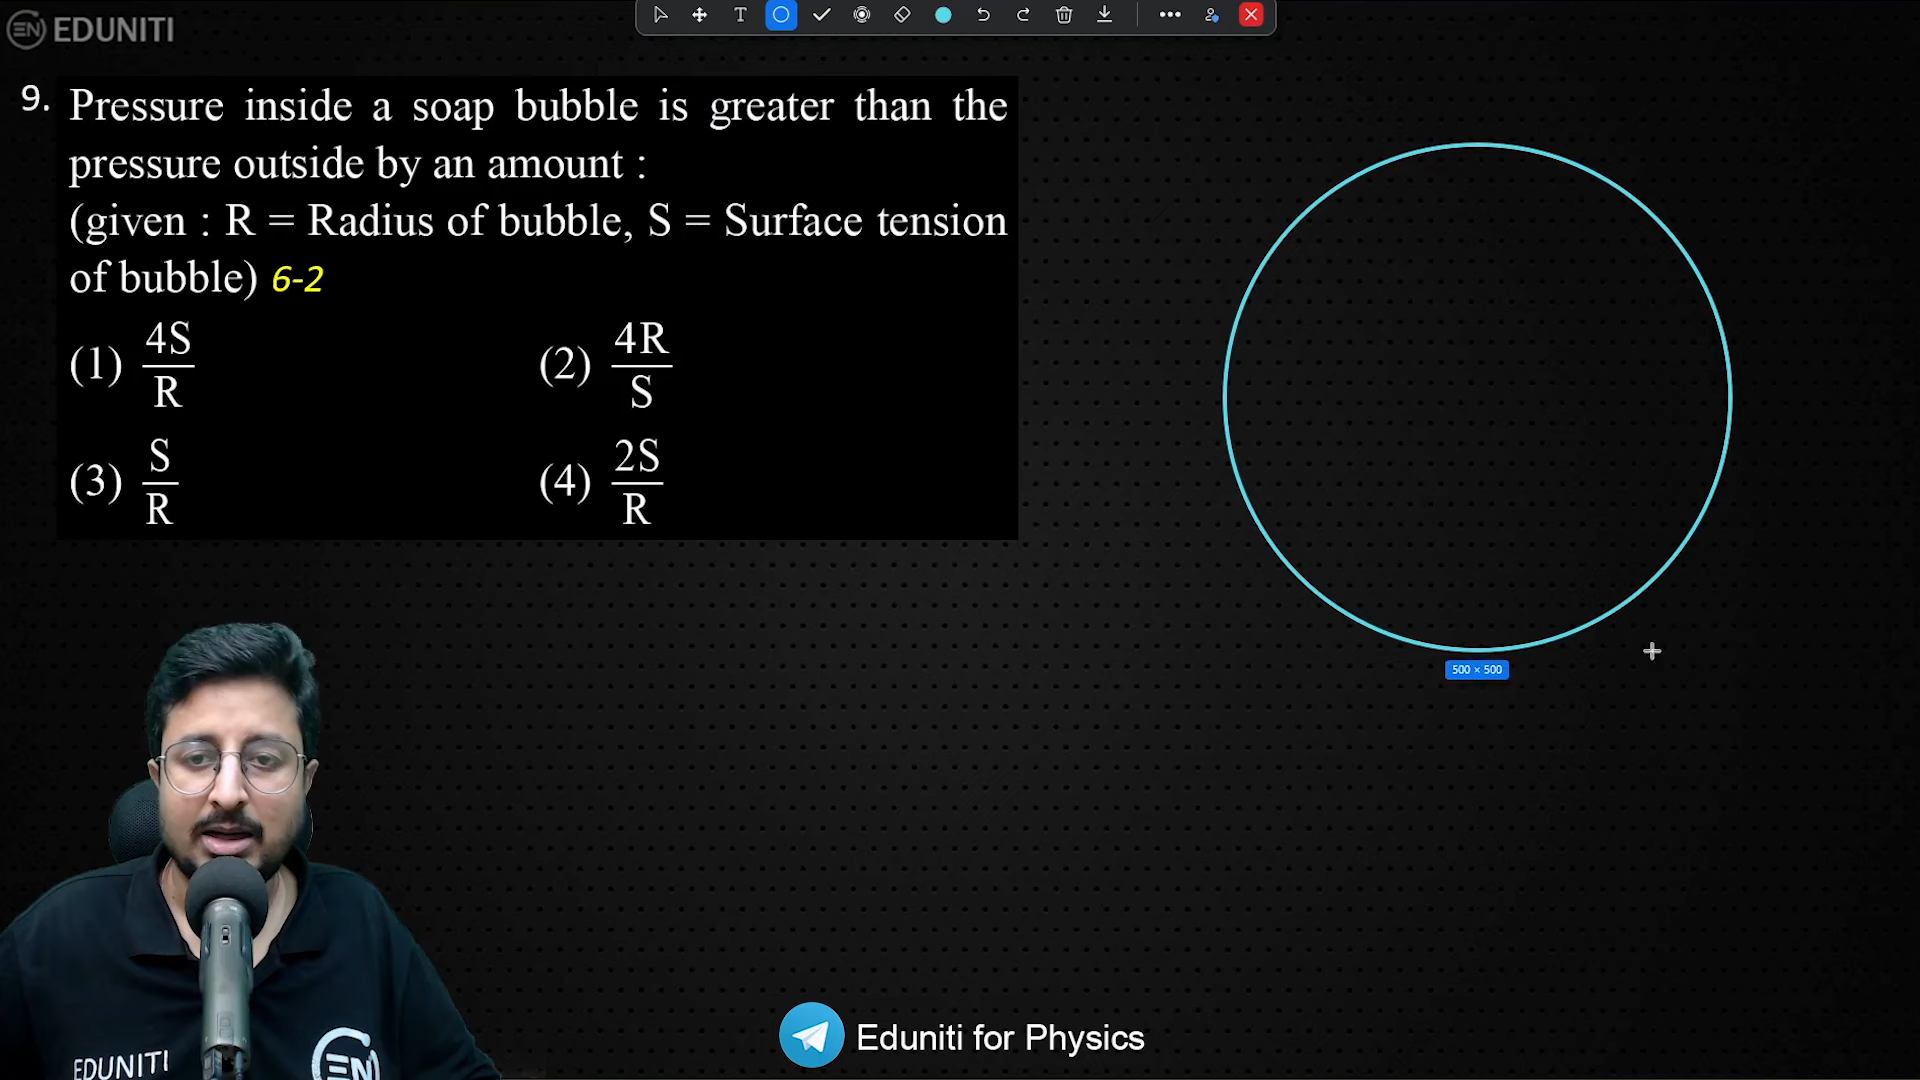 EN EDUNITI
T
9. Pressure inside a soap bubble is greater than the
pressure outside by an amount :
(given : R = Radius of bubble, S = Surface tension
of bubble) 6-2
(1) 4S/R (2) 4R/S
(3) S/R (4) 2S/R
500 × 500
EDUNITI
EN
Eduniti for Physics